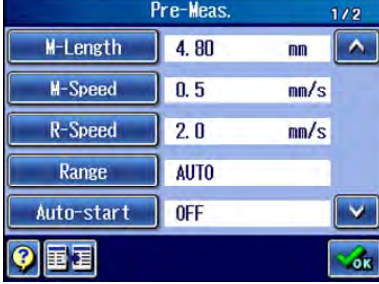 Pre-Meas. 1/2
M-Length 4.80 mm
M-Speed 0.5 mm/s
R-Speed 2.0 mm/s
Range AUTO
Auto-start OFF
? OK